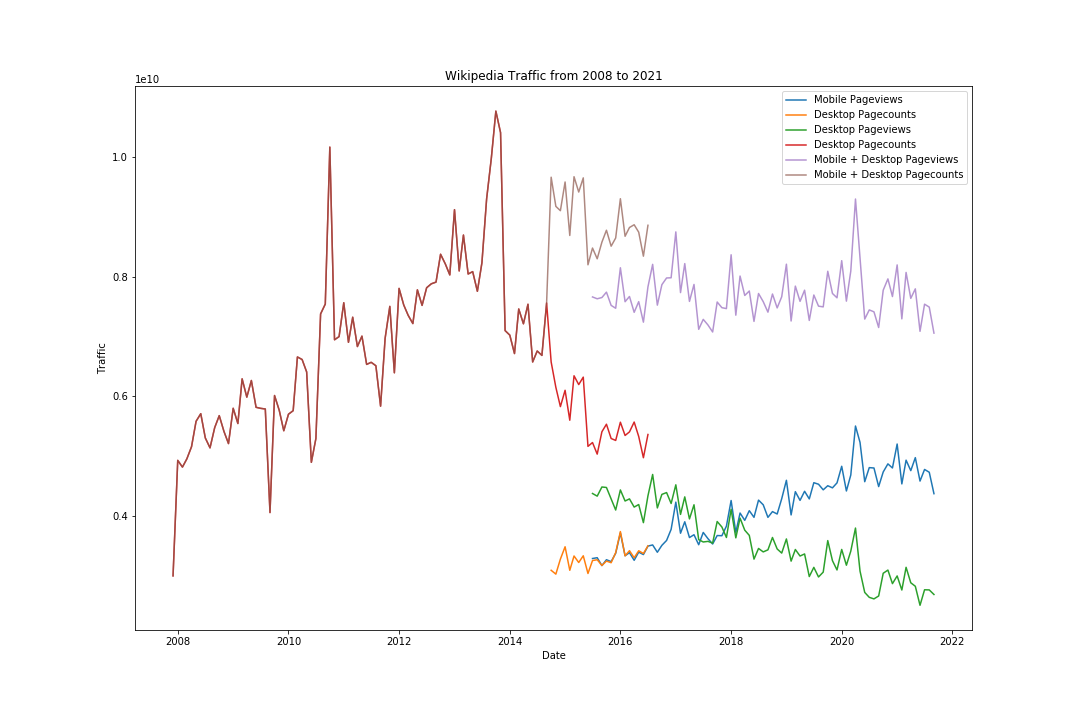 Wikipedia Traffic from 2008 to 2021
1e10
Mobile Pageviews
Desktop Pagecounts
Desktop Pageviews
Desktop Pagecounts
Mobile + Desktop Pageviews
Mobile + Desktop Pagecounts
1.0
0.8
0.6
0.4
Traffic
2008 2010 2012 2014 2016 2018 2020 2022
Date